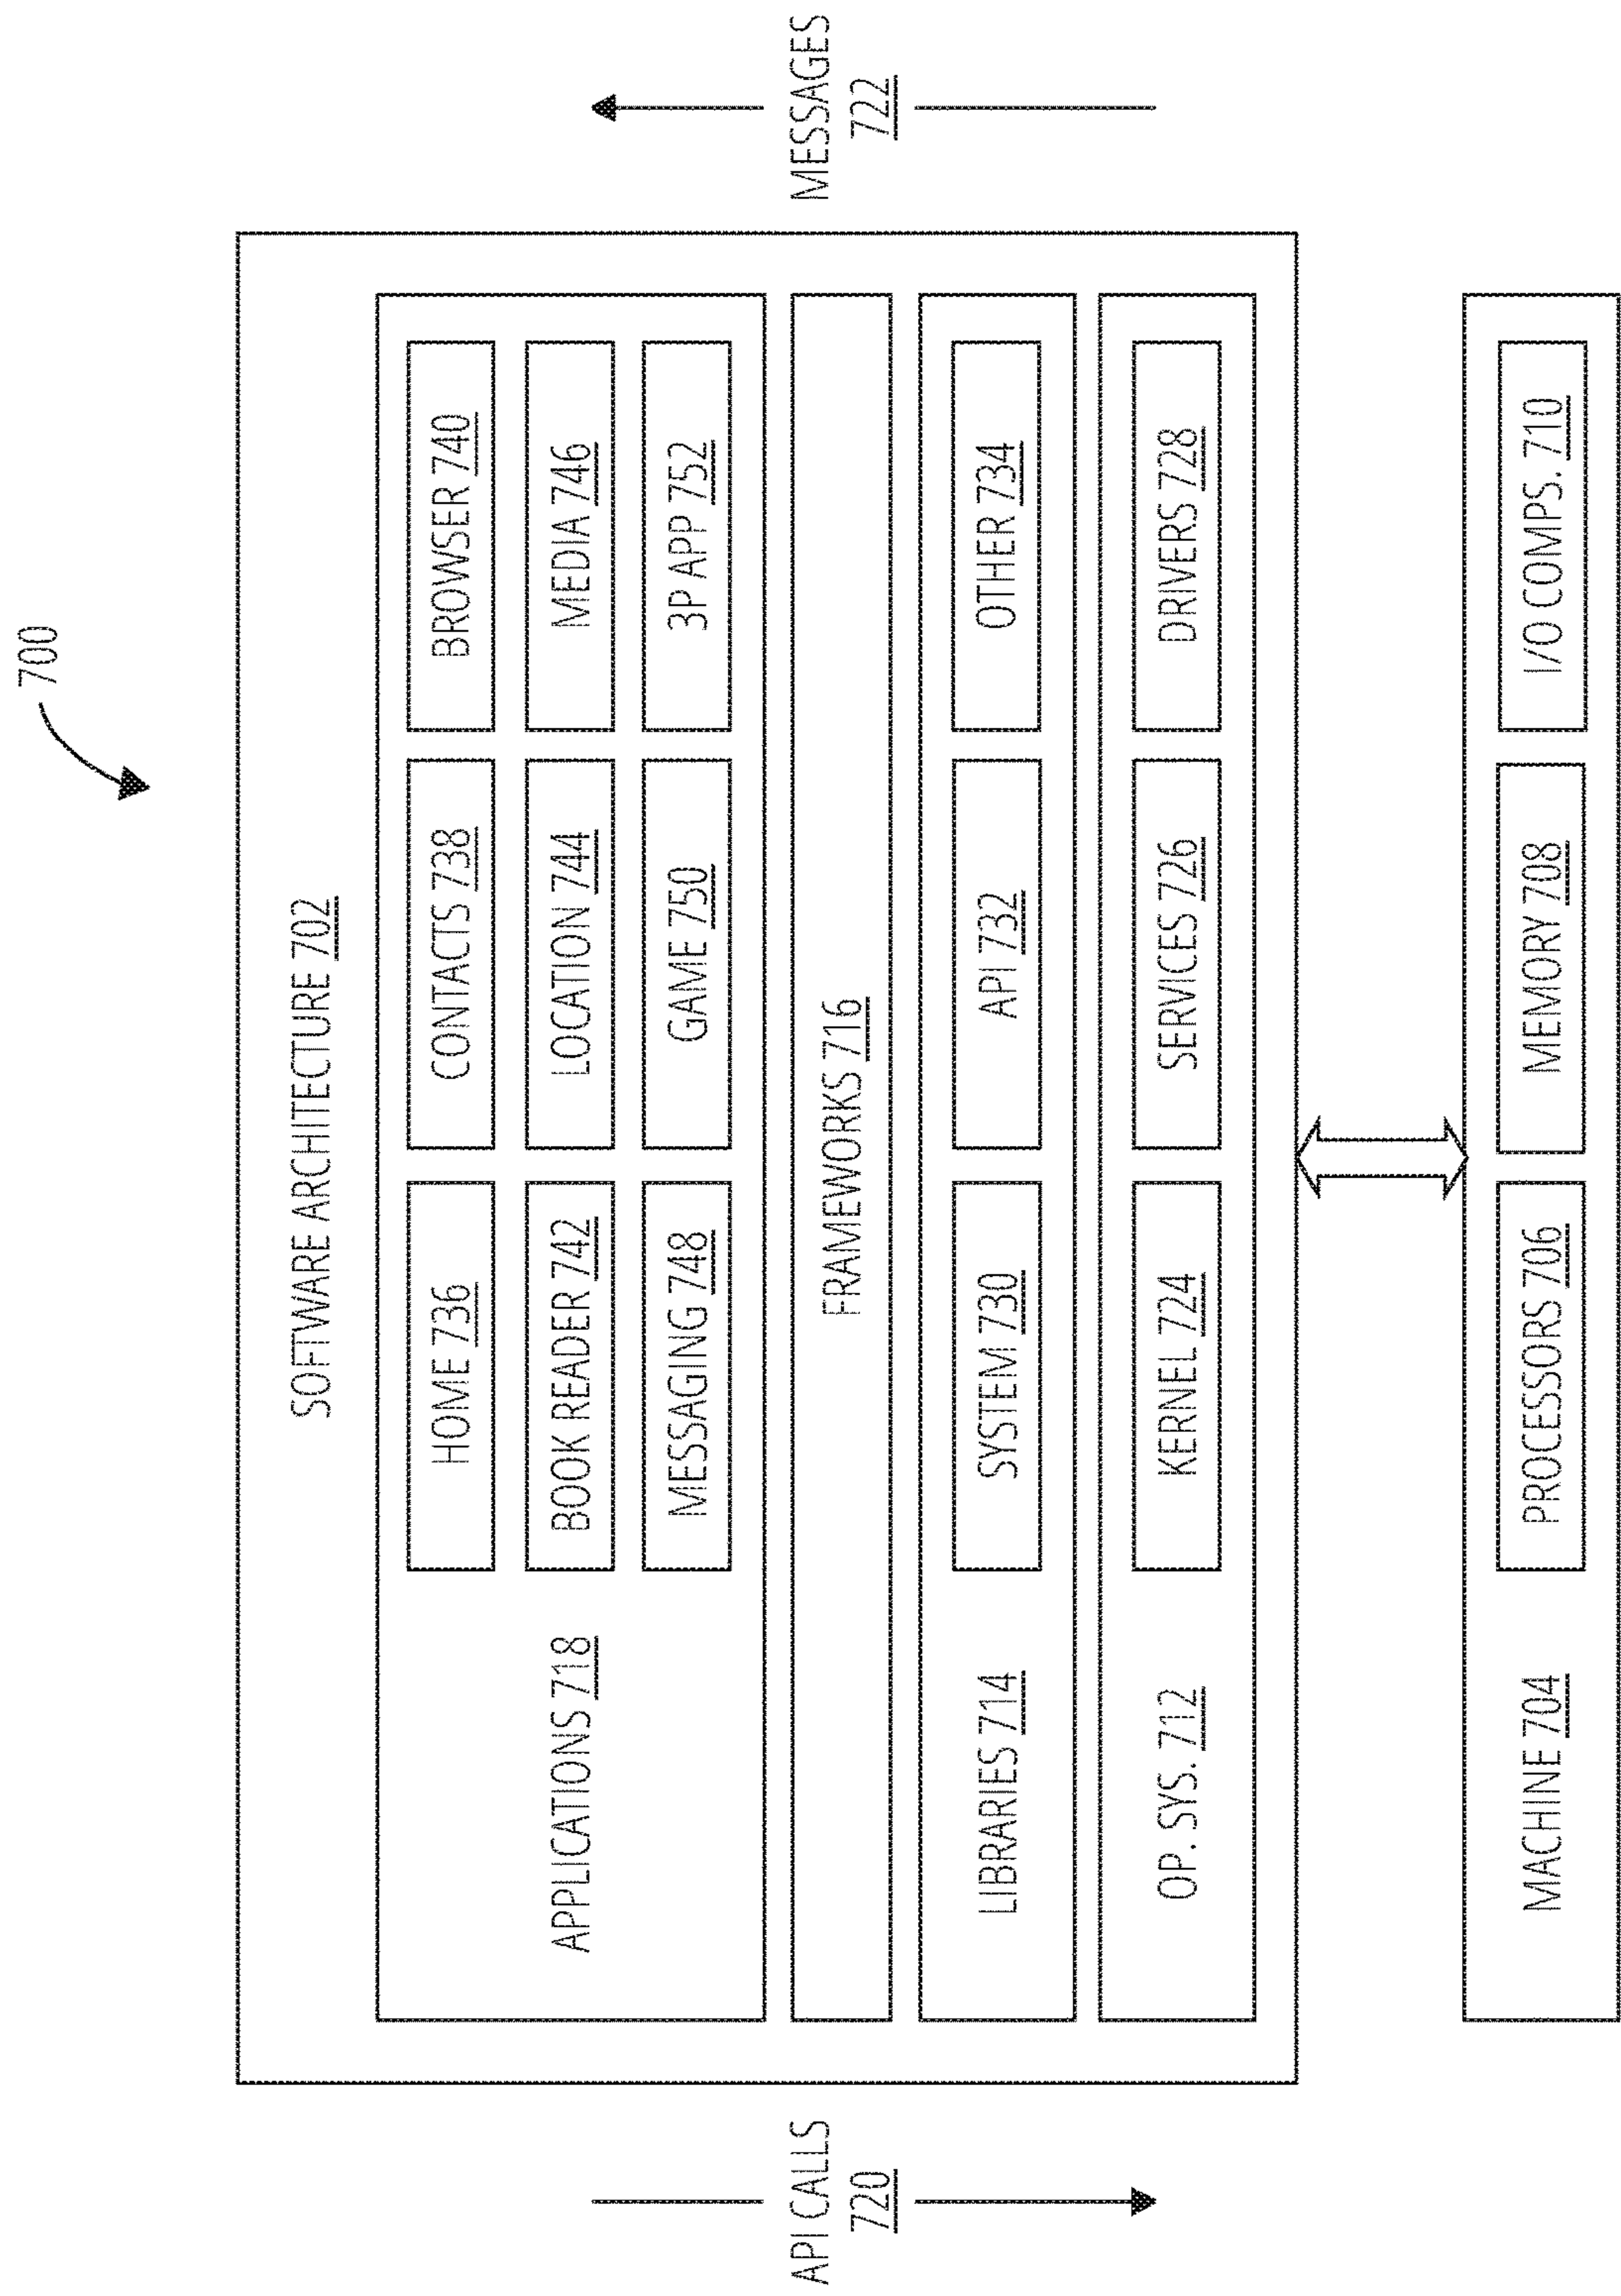 700
SOFTWARE ARCHITECTURE 702
APPLICATIONS 718
HOME 736
CONTACTS 738
BROWSER 740
BOOK READER 742
LOCATION 744
MEDIA 746
MESSAGING 748
GAME 750
3P APP 752
API CALLS
720
FRAMEWORKS 716
MESSAGES
722
LIBRARIES 714
SYSTEM 730
API 732
OTHER 734
OP. SYS. 712
KERNEL 724
SERVICES 726
DRIVERS 728
MACHINE 704
PROCESSORS 706
MEMORY 708
I/O COMPS. 710